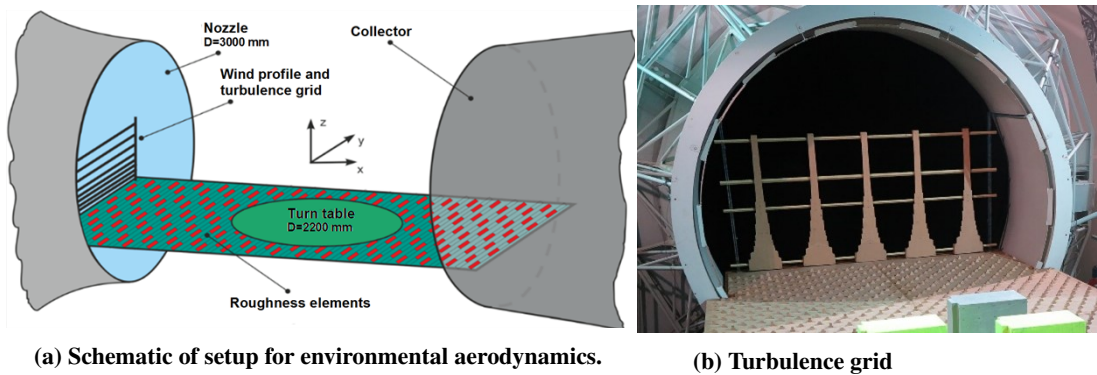 Nozzle
D=3000 mm
Wind profile and
turbulence grid
Collector
z
y
x
Turn table
D=2200 mm
Roughness elements
(a) Schematic of setup for environmental aerodynamics.
(b) Turbulence grid